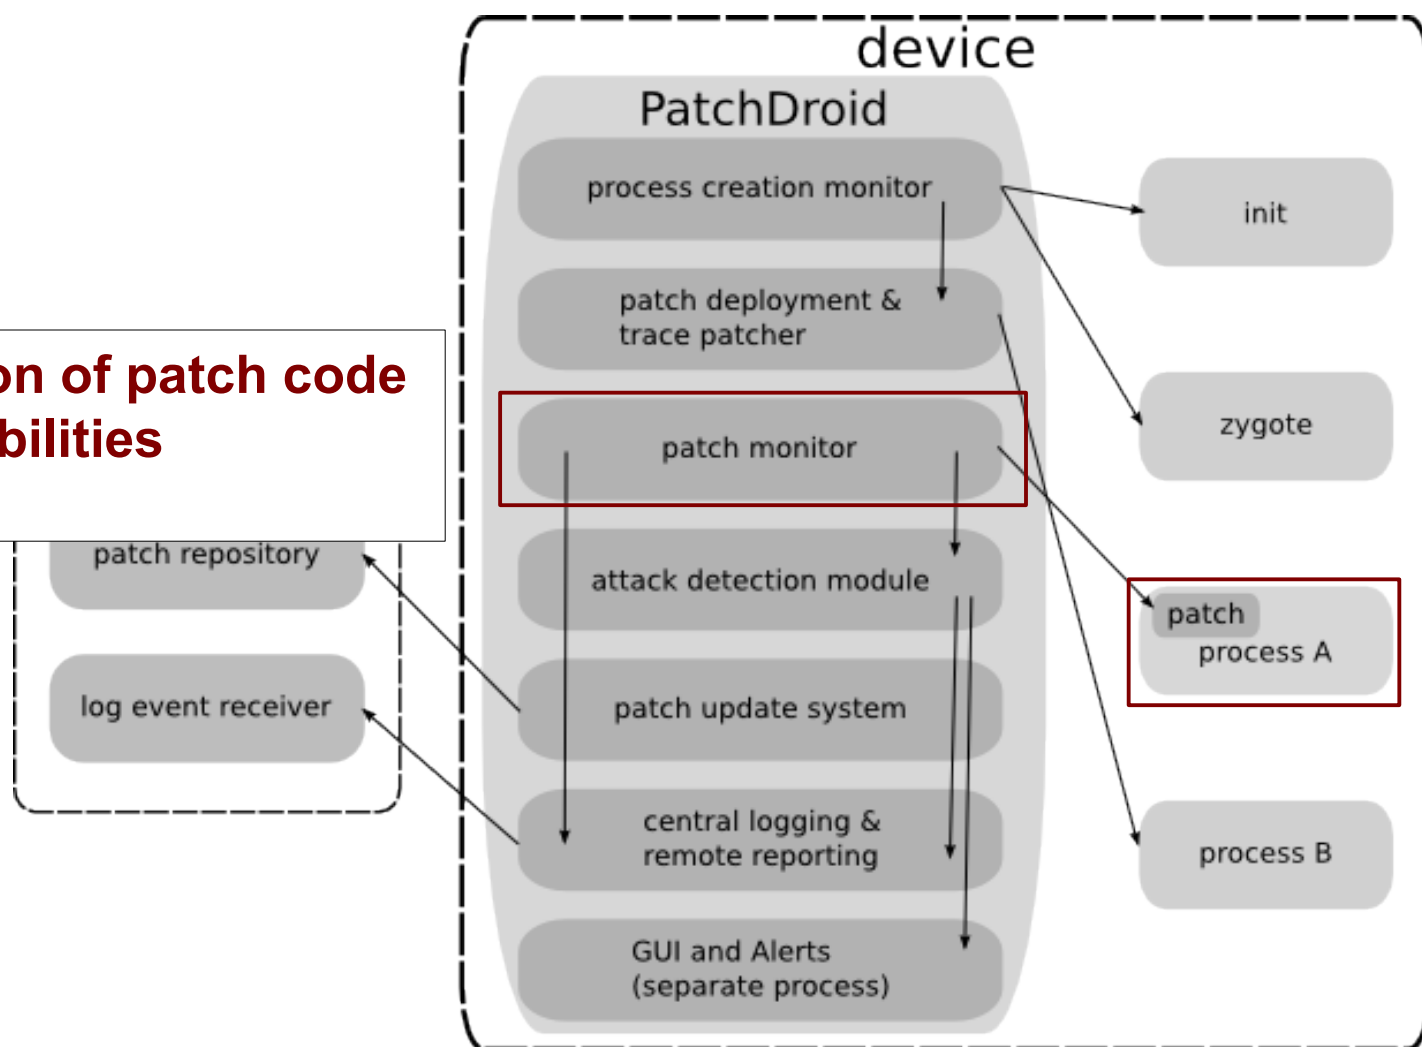 device
PatchDroid
process creation monitor
patch deployment &
trace patcher
patch monitor
attack detection module
patch update system
central logging &
remote reporting
GUI and Alerts
(separate process)
init
zygote
patch
process A
process B
on of patch code
bilities
patch repository
log event receiver